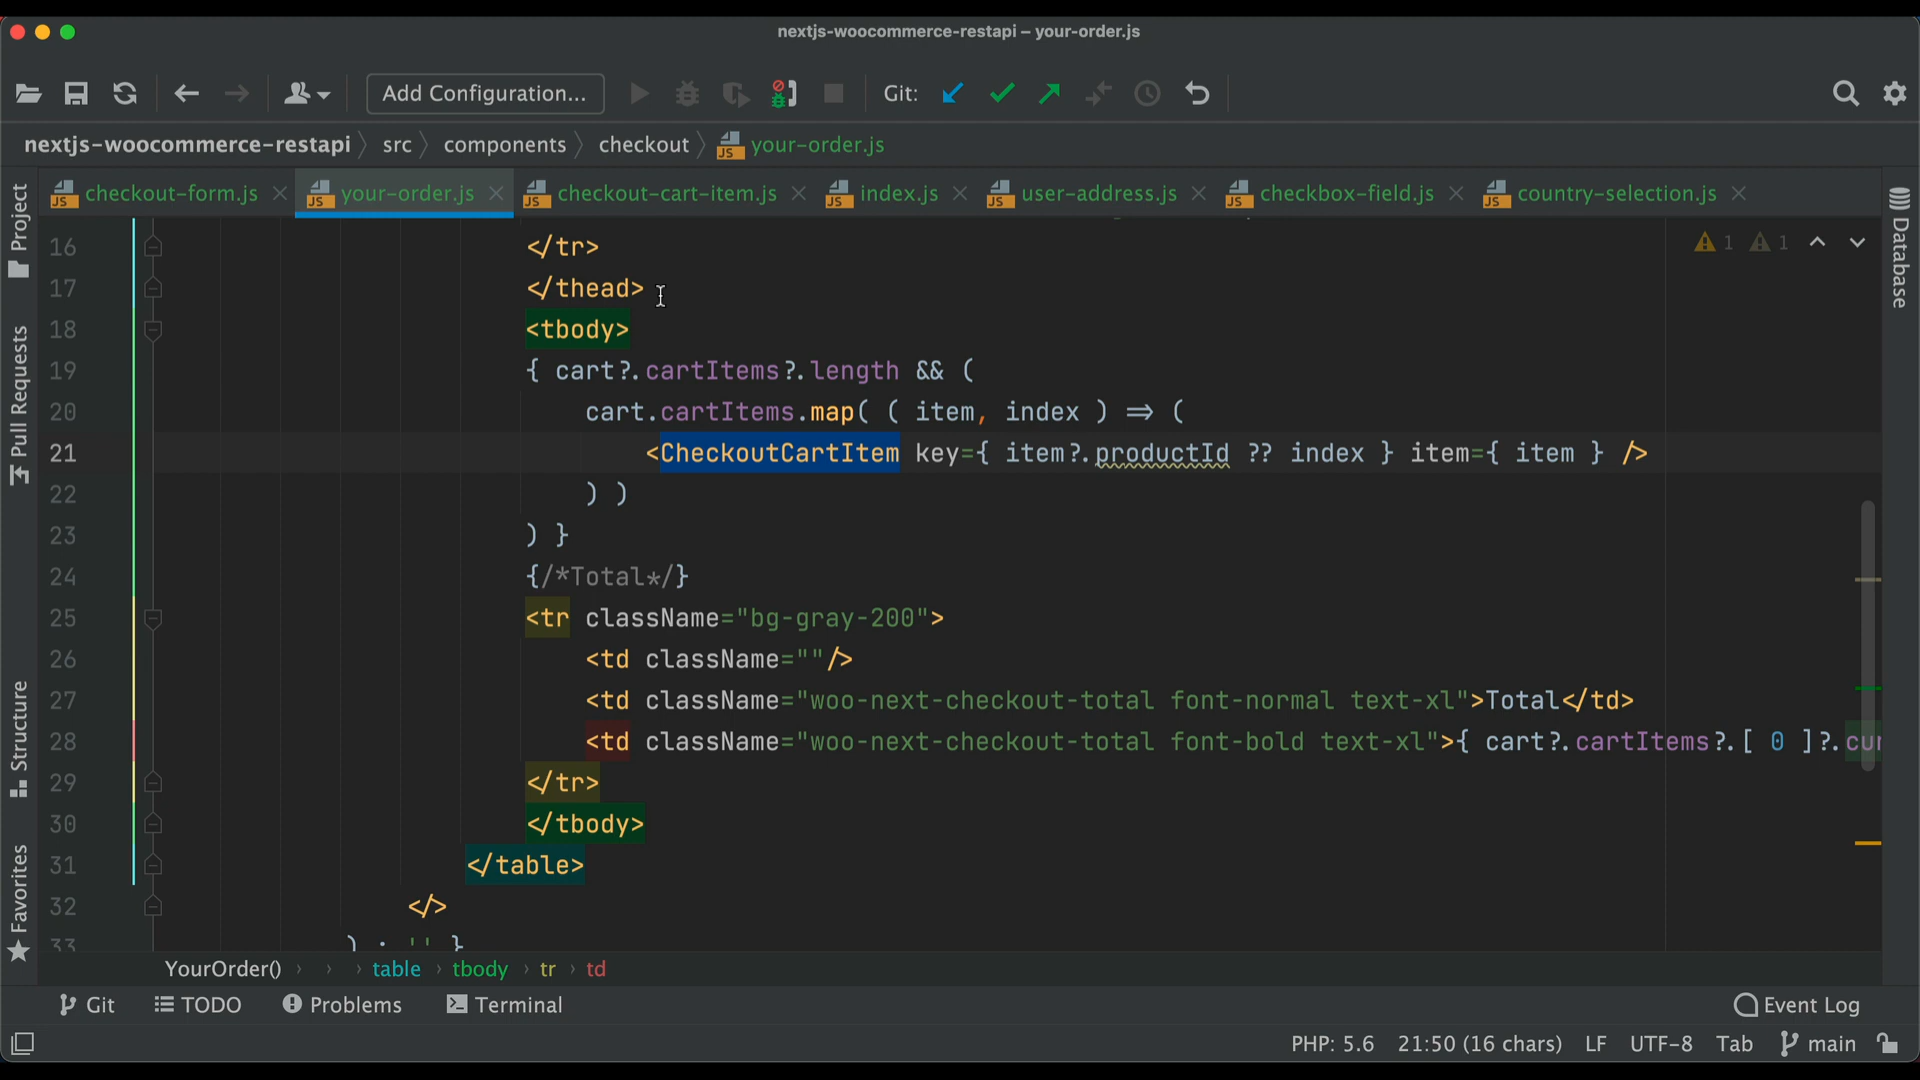 nextjs-woocommerce-restapi – your-order.js
Add Configuration... Git:
nextjs-woocommerce-restapi src components checkout your-order.js
checkout-form.js your-order.js checkout-cart-item.js index.js user-address.js checkbox-field.js country-selection.js
Project
Pull Requests
Structure
Favorites
Database
1 1
16 </tr>
17 </thead>
18 <tbody>
19 { cart?.cartItems?.length && (
20 cart.cartItems.map( ( item, index ) => (
21 <CheckoutCartItem key={ item?.productId ?? index } item={ item } />
22 ) )
23 ) }
24 {/*Total*/}
25 <tr className="bg-gray-200">
26 <td className=""/>
27 <td className="woo-next-checkout-total font-normal text-xl">Total</td>
28 <td className="woo-next-checkout-total font-bold text-xl">{ cart?.cartItems?.[ 0 ]?.cur
29 </tr>
30 </tbody>
31 </table>
32 </>
33 ) : '' }
YourOrder() table tbody tr td
Git TODO Problems Terminal Event Log
PHP: 5.6 21:50 (16 chars) LF UTF-8 Tab main